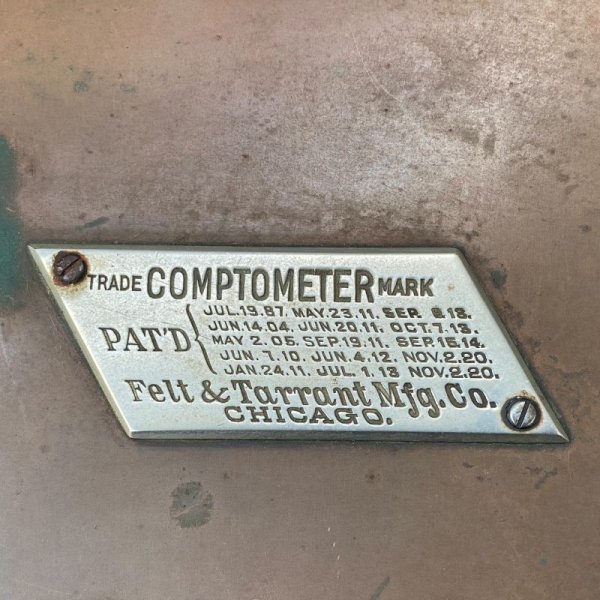 TRADE COMPTOMETER MARK
PAT'D
JUL.19.87. MAY.23.11. SEP. 13.
JUN.14.04. JUN.20.11. OCT.7.13.
MAY 2.05. SEP.19.11. SEP.15.14.
JUN.7.10. JUN.4.12. NOV.2.20.
JAN.24.11. JUL.1.13 NOV.2.20.
Felt & Tarrant Mfg. Co.
CHICAGO.